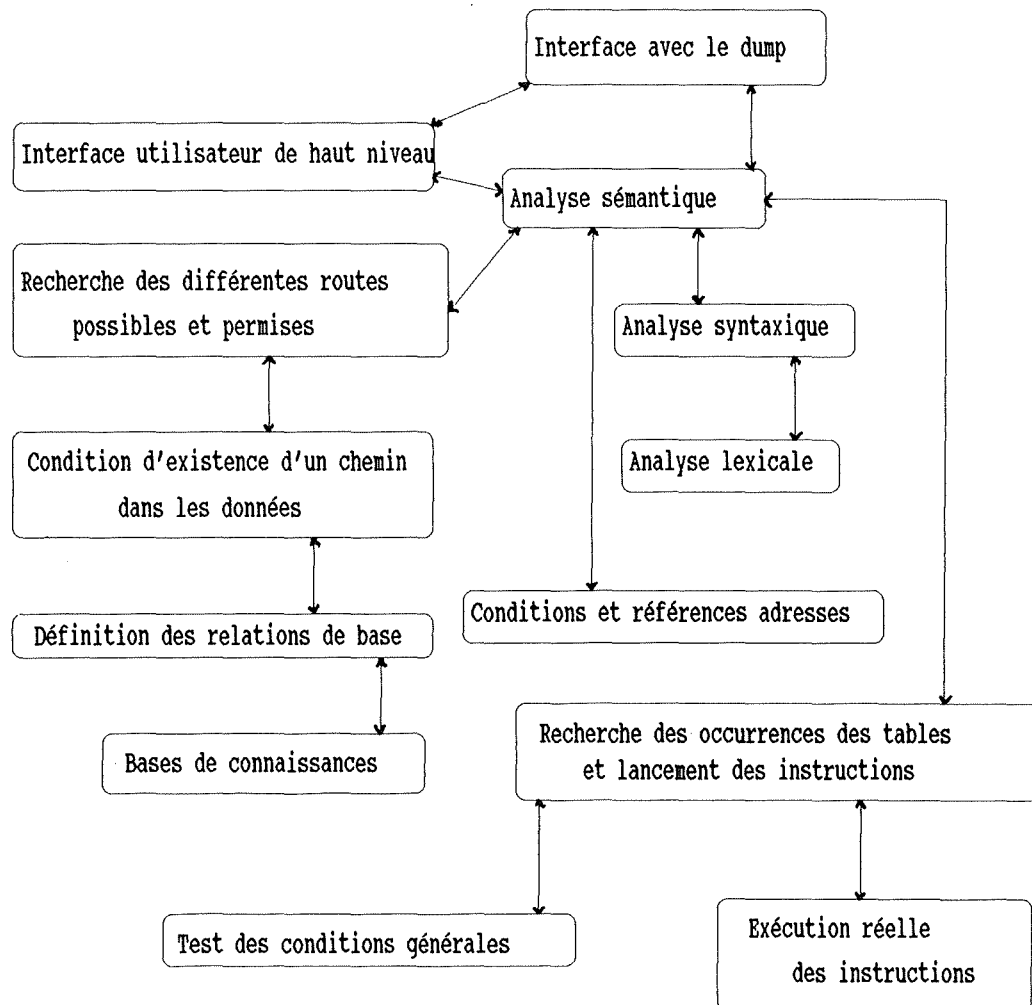 Interface avec le dump
Interface utilisateur de haut niveau
Analyse sémantique
Recherche des différentes routes
possibles et permises
Analyse syntaxique
Condition d'existence d'un chemin
dans les données
Analyse lexicale
Conditions et références adresses
Définition des relations de base
Recherche des occurrences des tables
et lancement des instructions
Bases de connaissances
Test des conditions générales
Exécution réelle
des instructions